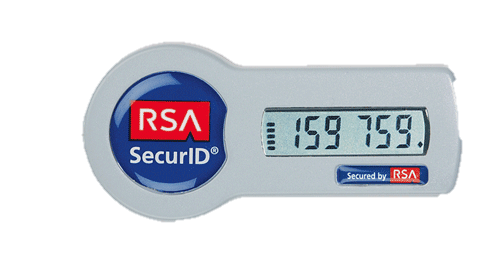 RSA
SecurID®
159 759.
Secured by RSA